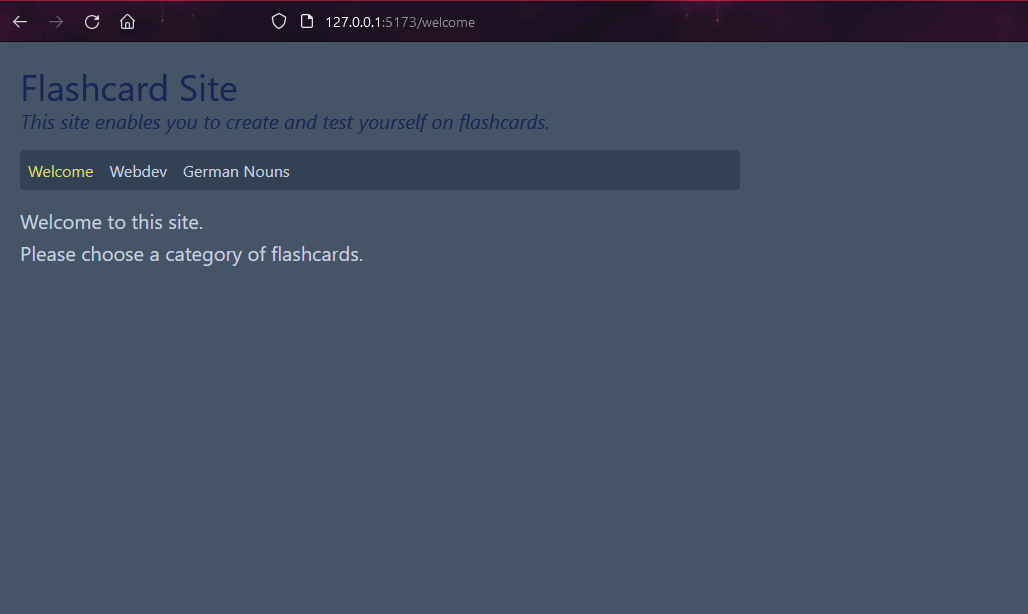 127.0.0.1:5173/welcome
Flashcard Site
This site enables you to create and test yourself on flashcards.
Welcome Webdev German Nouns
Welcome to this site.
Please choose a category of flashcards.